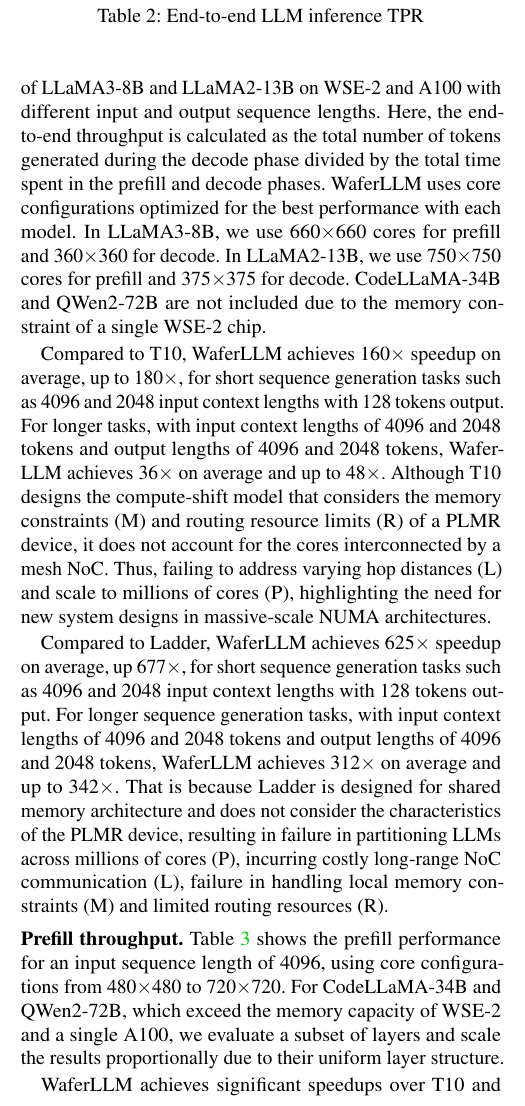 Table 2: End-to-end LLM inference TPR
of LLaMA3-8B and LLaMA2-13B on WSE-2 and A100 with
different input and output sequence lengths. Here, the end-
to-end throughput is calculated as the total number of tokens
generated during the decode phase divided by the total time
spent in the prefill and decode phases. WaferLLM uses core
configurations optimized for the best performance with each
model. In LLaMA3-8B, we use 660×660 cores for prefill
and 360×360 for decode. In LLaMA2-13B, we use 750×750
cores for prefill and 375×375 for decode. CodeLLaMA-34B
and QWen2-72B are not included due to the memory con-
straint of a single WSE-2 chip.
Compared to T10, WaferLLM achieves 160× speedup on
average, up to 180×, for short sequence generation tasks such
as 4096 and 2048 input context lengths with 128 tokens output.
For longer tasks, with input context lengths of 4096 and 2048
tokens and output lengths of 4096 and 2048 tokens, Wafer-
LLM achieves 36× on average and up to 48×. Although T10
designs the compute-shift model that considers the memory
constraints (M) and routing resource limits (R) of a PLMR
device, it does not account for the cores interconnected by a
mesh NoC. Thus, failing to address varying hop distances (L)
and scale to millions of cores (P), highlighting the need for
new system designs in massive-scale NUMA architectures.
Compared to Ladder, WaferLLM achieves 625× speedup
on average, up 677×, for short sequence generation tasks such
as 4096 and 2048 input context lengths with 128 tokens out-
put. For longer sequence generation tasks, with input context
lengths of 4096 and 2048 tokens and output lengths of 4096
and 2048 tokens, WaferLLM achieves 312× on average and
up to 342×. That is because Ladder is designed for shared
memory architecture and does not consider the characteristics
of the PLMR device, resulting in failure in partitioning LLMs
across millions of cores (P), incurring costly long-range NoC
communication (L), failure in handling local memory con-
straints (M) and limited routing resources (R).
Prefill throughput. Table 3 shows the prefill performance
for an input sequence length of 4096, using core configura-
tions from 480×480 to 720×720. For CodeLLaMA-34B and
QWen2-72B, which exceed the memory capacity of WSE-2
and a single A100, we evaluate a subset of layers and scale
the results proportionally due to their uniform layer structure.
WaferLLM achieves significant speedups over T10 and